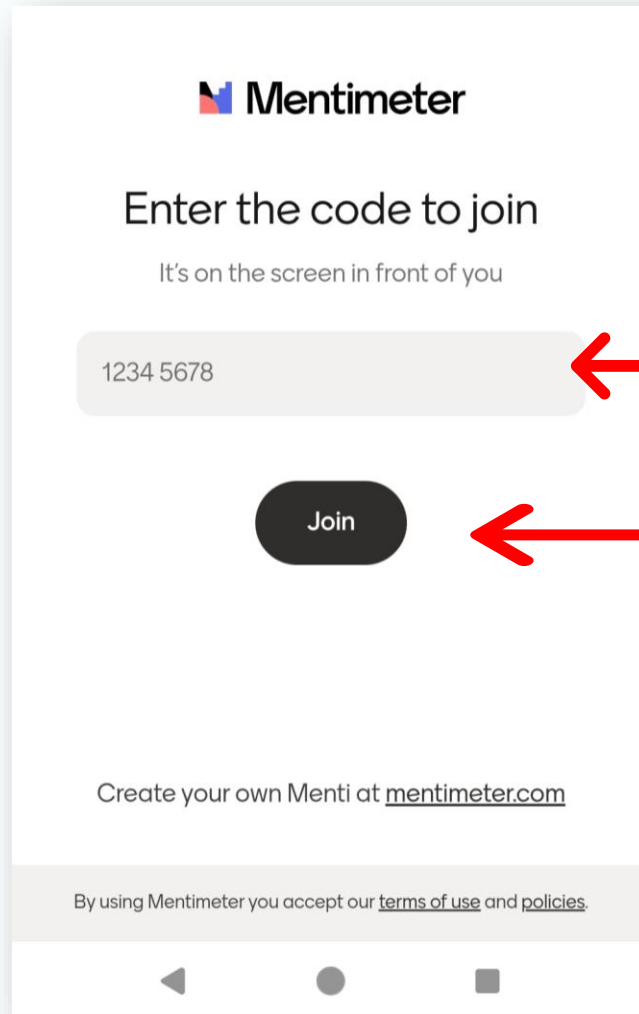 Mentimeter
Enter the code to join
It's on the screen in front of you
1234 5678
Join
Create your own Menti at mentimeter.com
By using Mentimeter you accept our terms of use and policies.